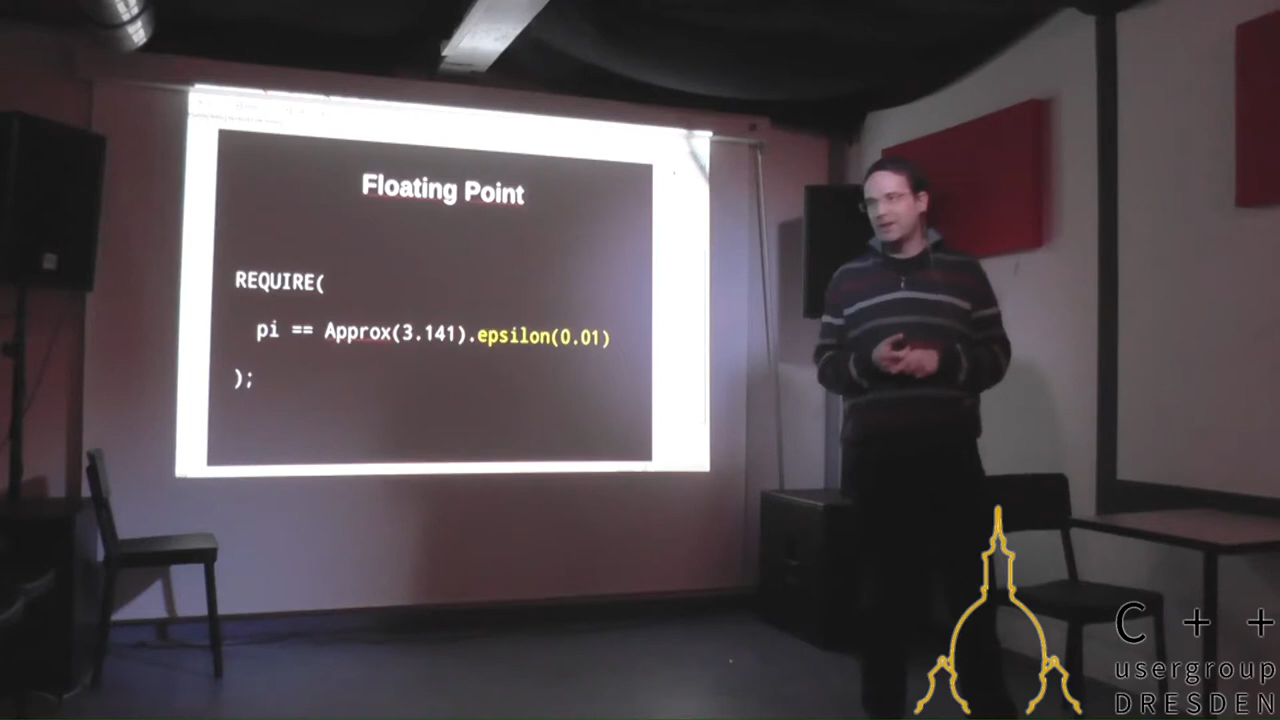 Floating Point
REQUIRE(
pi == Approx(3.141).epsilon(0.01)
);
C + +
usergroup
DRESDEN